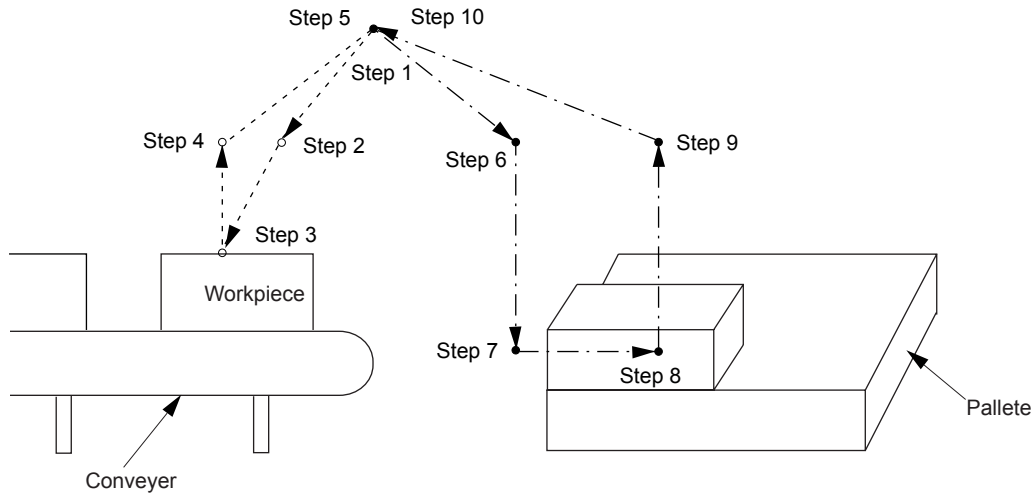 Step 5
Step 10
Step 1
Step 4
Step 2
Step 6
Step 9
Step 3
Workpiece
Step 7
Step 8
Pallete
Conveyer